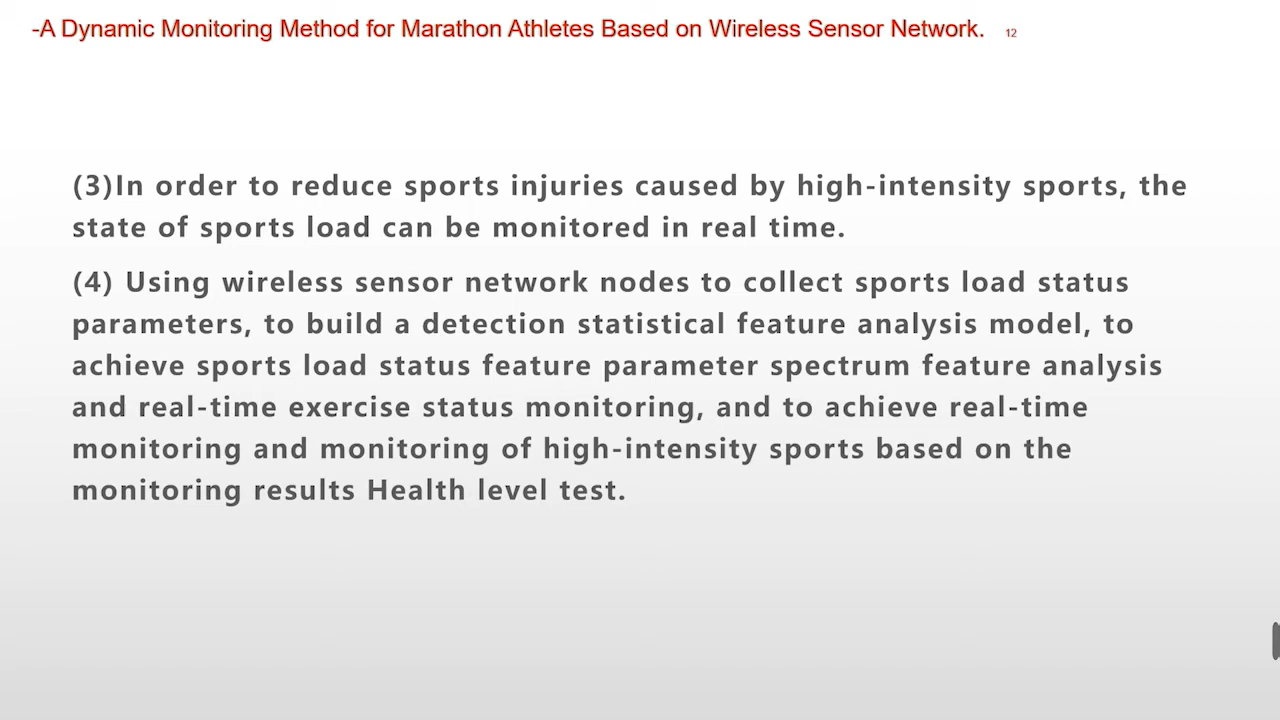 -A Dynamic Monitoring Method for Marathon Athletes Based on Wireless Sensor Network. 12
(3)In order to reduce sports injuries caused by high-intensity sports, the
state of sports load can be monitored in real time.
(4) Using wireless sensor network nodes to collect sports load status
parameters, to build a detection statistical feature analysis model, to
achieve sports load status feature parameter spectrum feature analysis
and real-time exercise status monitoring, and to achieve real-time
monitoring and monitoring of high-intensity sports based on the
monitoring results Health level test.